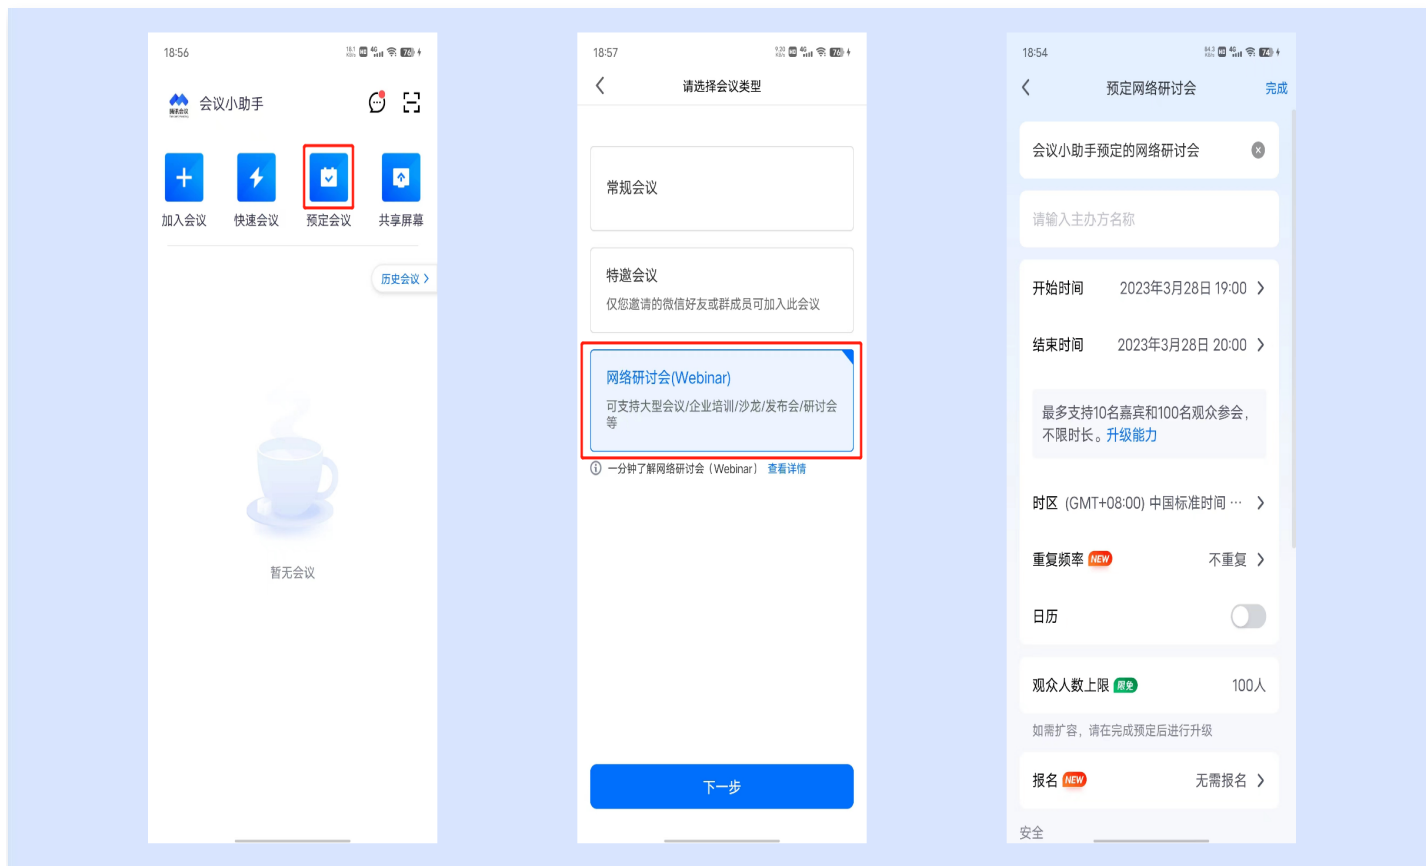 18:56
4G
76
会议小助手
加入会议
快速会议
预定会议
共享屏幕
历史会议
暂无会议
18:57
4G
76
请选择会议类型
常规会议
特邀会议
仅您邀请的微信好友或群成员可加入此会议
网络研讨会(Webinar)
可支持大型会议/企业培训/沙龙/发布会/研讨会
等
一分钟了解网络研讨会(Webinar) 查看详情
下一步
18:54
4G
74
预定网络研讨会
完成
会议小助手预定的网络研讨会
请输入主办方名称
开始时间 2023年3月28日 19:00
结束时间 2023年3月28日 20:00
最多支持10名嘉宾和100名观众参会，
不限时长。升级能力
时区 (GMT+08:00) 中国标准时间 ···
重复频率 NEW 不重复
日历
观众人数上限 限免 100人
如需扩容，请在完成预定后进行升级
报名 NEW 无需报名
安全